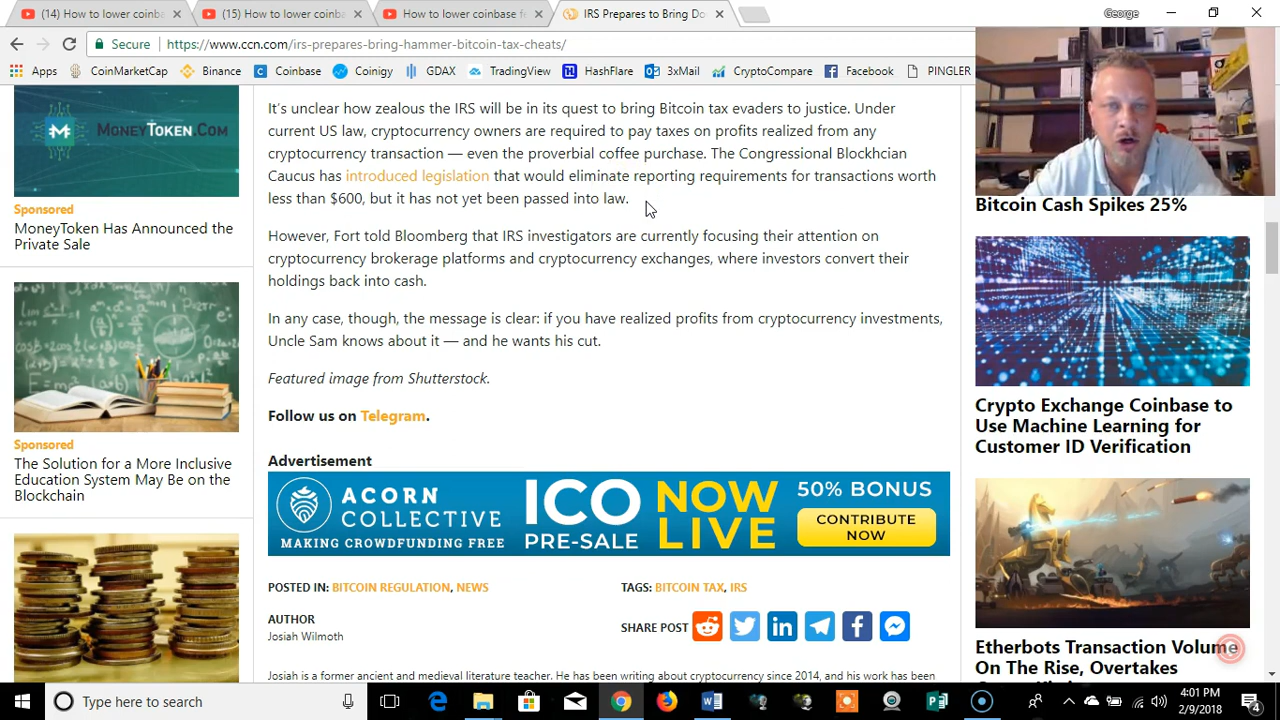 (14) How to lower coinba
(15) How to lower coinba
How to lower coinbase fe
IRS Prepares to Bring Do
George
Secure
https://www.ccn.com/irs-prepares-bring-hammer-bitcoin-tax-cheats/
Apps
CoinMarketCap
Binance
Coinbase
Coinigy
GDAX
TradingView
HashFlare
3xMail
CryptoCompare
Facebook
PINGLER
MONEYTOKEN.COM
Sponsored
MoneyToken Has Announced the
Private Sale
Sponsored
The Solution for a More Inclusive
Education System May Be on the
Blockchain
It's unclear how zealous the IRS will be in its quest to bring Bitcoin tax evaders to justice. Under
current US law, cryptocurrency owners are required to pay taxes on profits realized from any
cryptocurrency transaction — even the proverbial coffee purchase. The Congressional Blockhcian
Caucus has introduced legislation that would eliminate reporting requirements for transactions worth
less than $600, but it has not yet been passed into law.
However, Fort told Bloomberg that IRS investigators are currently focusing their attention on
cryptocurrency brokerage platforms and cryptocurrency exchanges, where investors convert their
holdings back into cash.
In any case, though, the message is clear: if you have realized profits from cryptocurrency investments,
Uncle Sam knows about it — and he wants his cut.
Featured image from Shutterstock.
Follow us on Telegram.
Advertisement
ACORN
COLLECTIVE
MAKING CROWDFUNDING FREE
ICO
PRE-SALE
NOW
LIVE
50% BONUS
CONTRIBUTE
NOW
POSTED IN: BITCOIN REGULATION, NEWS
TAGS: BITCOIN TAX, IRS
AUTHOR
Josiah Wilmoth
SHARE POST
Josiah is a former ancient and medieval literature teacher. He has been writing about cryptocurrency since 2014, and his work has been
Bitcoin Cash Spikes 25%
Crypto Exchange Coinbase to
Use Machine Learning for
Customer ID Verification
Etherbots Transaction Volume
On The Rise, Overtakes
Type here to search
4:01 PM
2/9/2018
4